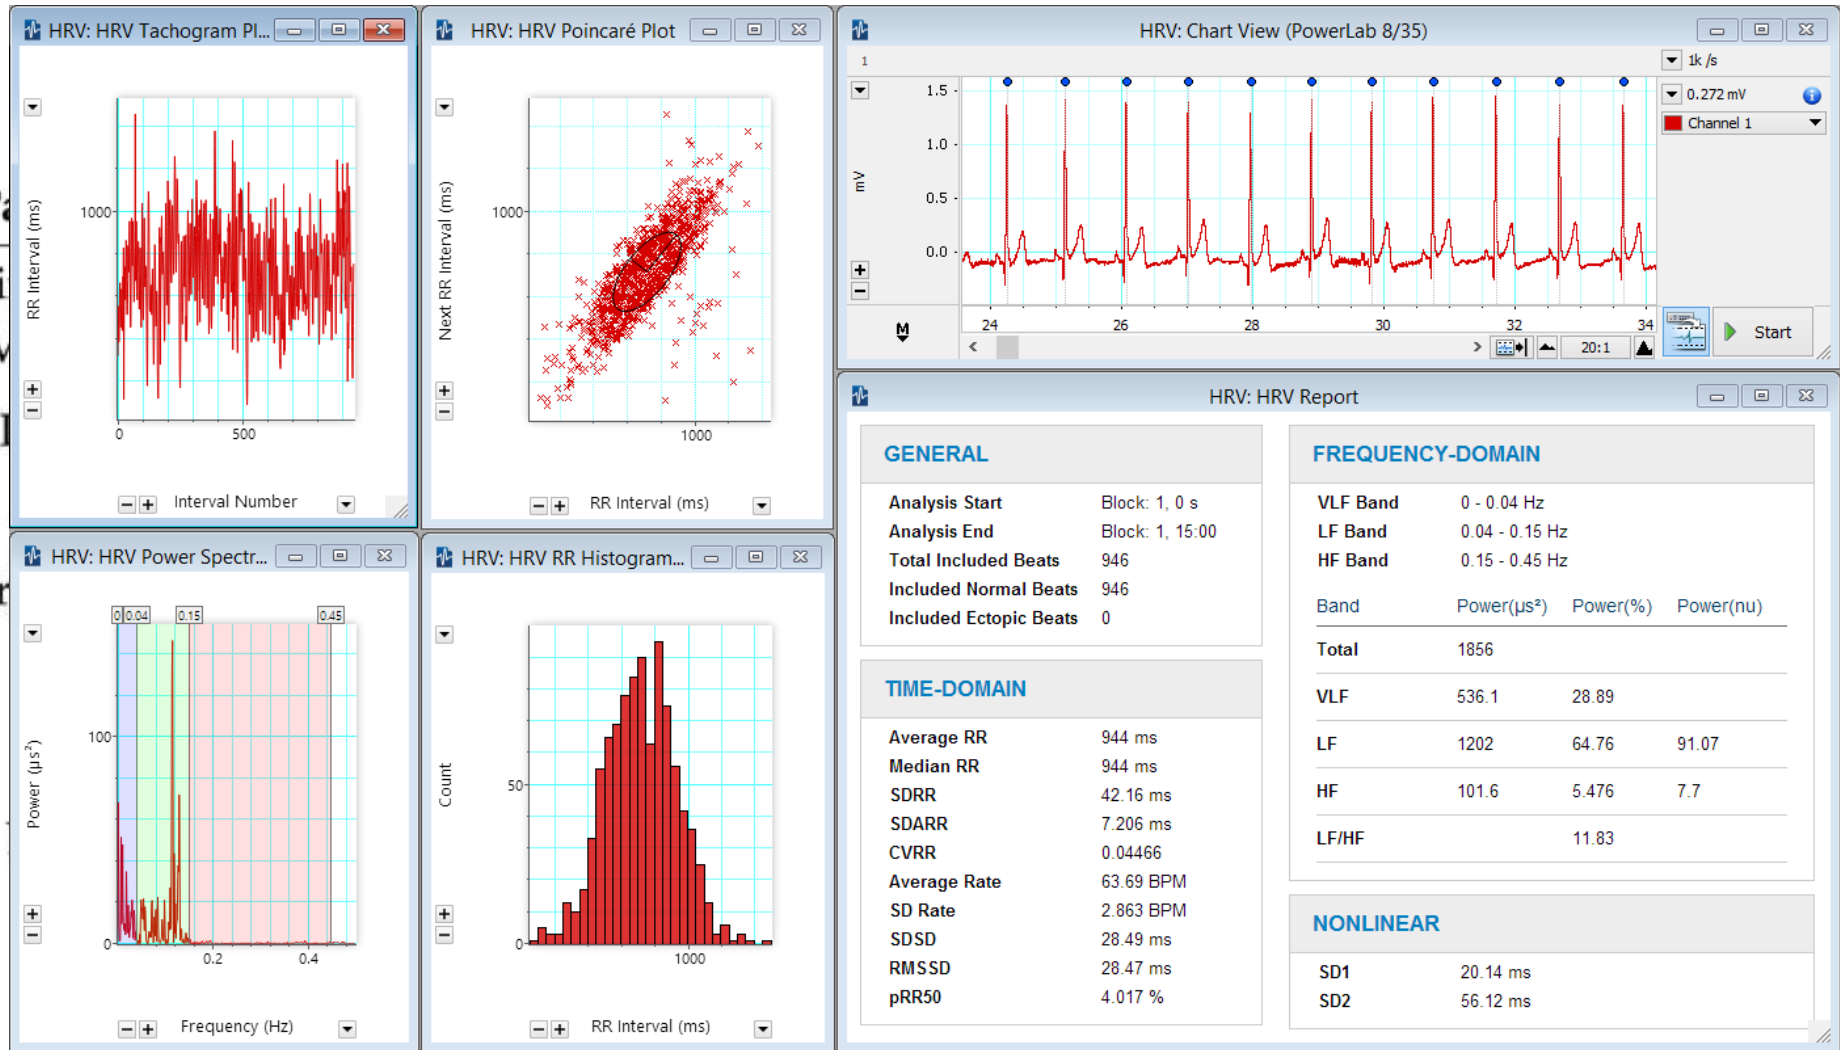 HRV: HRV Tachogram Pl...
RR Interval (ms)
1000
0
500
Interval Number
HRV: HRV Poincaré Plot
Next RR Interval (ms)
1000
1000
RR Interval (ms)
HRV: Chart View (PowerLab 8/35)
1
1k /s
1.5
0.272 mV
Channel 1
1.0
mV
0.5
0.0
M
24
26
28
30
32
34
20:1
Start
HRV: HRV Power Spectr...
0
0.04
0.15
0.45
Power (µs²)
100
0
0.2
0.4
Frequency (Hz)
HRV: HRV RR Histogram...
Count
50
0
1000
RR Interval (ms)
HRV: HRV Report
GENERAL
Analysis Start Block: 1, 0 s
Analysis End Block: 1, 15:00
Total Included Beats 946
Included Normal Beats 946
Included Ectopic Beats 0
TIME-DOMAIN
Average RR 944 ms
Median RR 944 ms
SDRR 42.16 ms
SDARR 7.206 ms
CVRR 0.04466
Average Rate 63.69 BPM
SD Rate 2.863 BPM
SDSD 28.49 ms
RMSSD 28.47 ms
pRR50 4.017 %
FREQUENCY-DOMAIN
VLF Band 0 - 0.04 Hz
LF Band 0.04 - 0.15 Hz
HF Band 0.15 - 0.45 Hz
Band Power(µs²) Power(%) Power(nu)
Total 1856
VLF 536.1 28.89
LF 1202 64.76 91.07
HF 101.6 5.476 7.7
LF/HF 11.83
NONLINEAR
SD1 20.14 ms
SD2 56.12 ms